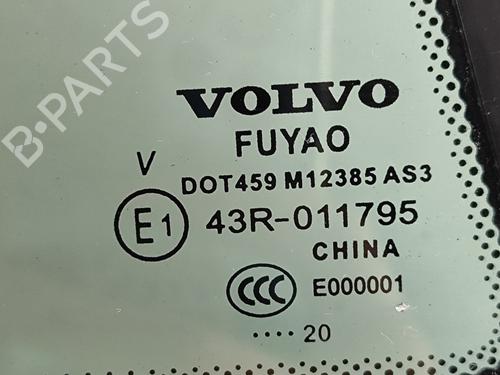 B-PARTS
VOLVO
FUYAO
V
DOT459 M12385 AS3
E1 43R-011795
CHINA
CCC E000001
.... 20